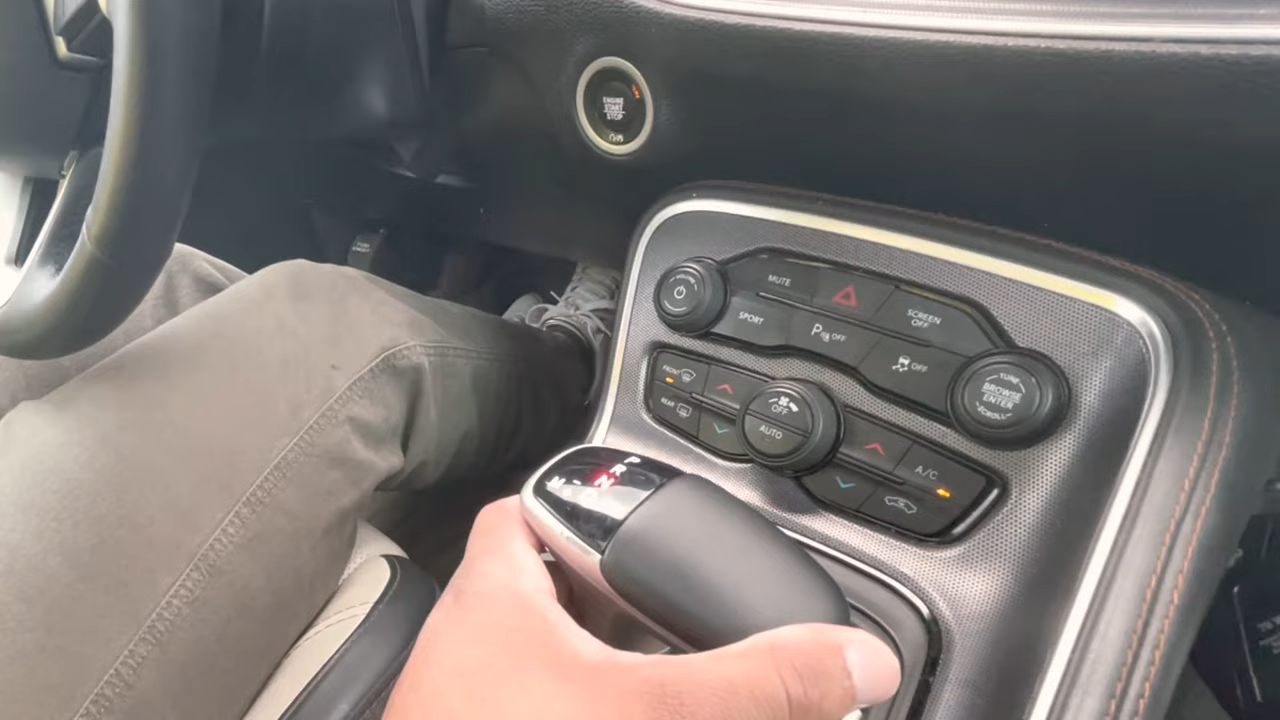 ENGINE
START
STOP
MUTE
SCREEN
OFF
SPORT
P OFF
OFF
TUNE
BROWSE
ENTER
SCROLL
FRONT
REAR
OFF
AUTO
A/C
P
R
N
D
M